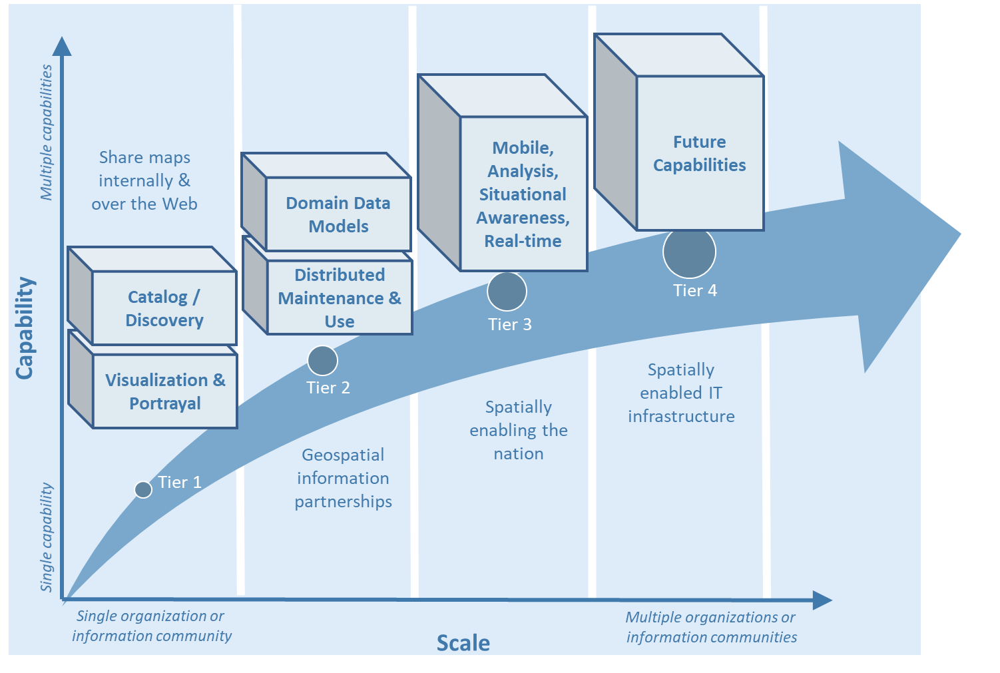 Multiple capabilities
Capability
Single capability
Share maps
internally &
over the Web
Catalog /
Discovery
Visualization &
Portrayal
Tier 1
Domain Data
Models
Distributed
Maintenance &
Use
Tier 2
Geospatial
information
partnerships
Mobile,
Analysis,
Situational
Awareness,
Real-time
Tier 3
Spatially
enabling the
nation
Future
Capabilities
Tier 4
Spatially
enabled IT
infrastructure
Single organization or
information community
Scale
Multiple organizations or
information communities